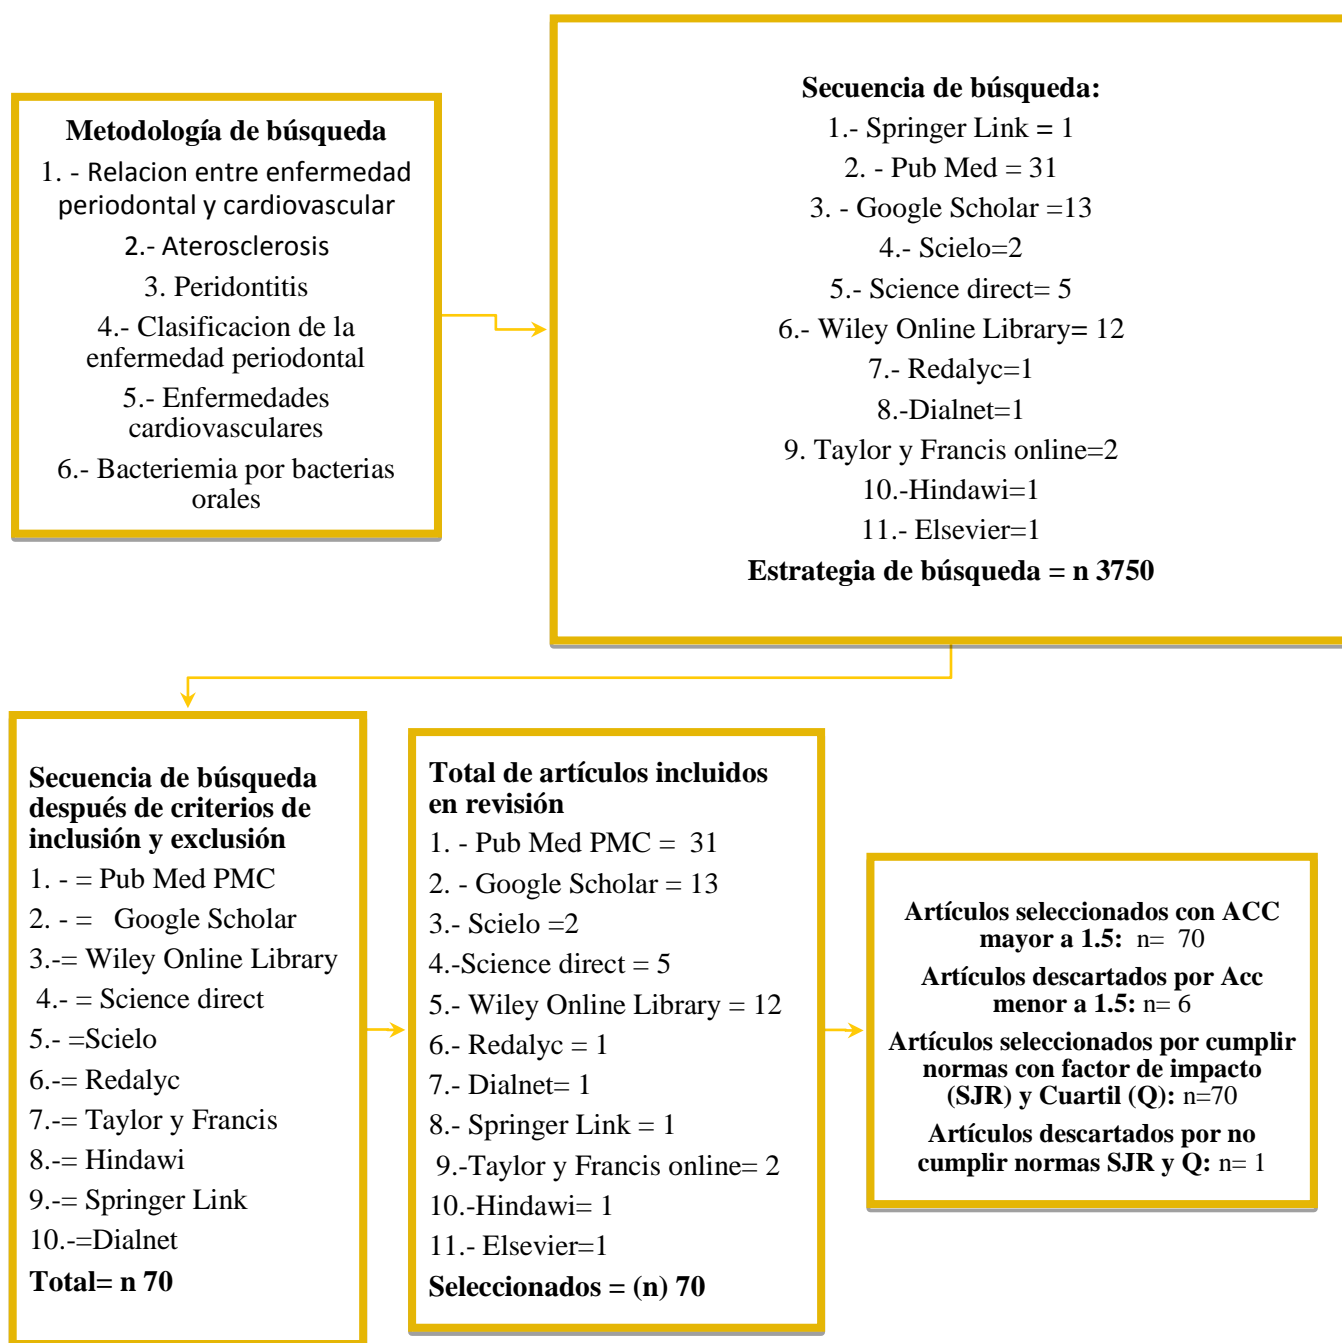 Metodología de búsqueda
1. - Relacion entre enfermedad
periodontal y cardiovascular
2.- Aterosclerosis
3. Peridontitis
4.- Clasificacion de la
enfermedad periodontal
5.- Enfermedades
cardiovasculares
6.- Bacteriemia por bacterias
orales
Secuencia de búsqueda:
1.- Springer Link = 1
2. - Pub Med = 31
3. - Google Scholar =13
4.- Scielo=2
5.- Science direct= 5
6.- Wiley Online Library= 12
7.- Redalyc=1
8.-Dialnet=1
9. Taylor y Francis online=2
10.-Hindawi=1
11.- Elsevier=1
Estrategia de búsqueda = n 3750
Secuencia de búsqueda
después de criterios de
inclusión y exclusión
1. - = Pub Med PMC
2. - = Google Scholar
3.-= Wiley Online Library
4.- = Science direct
5.- =Scielo
6.-= Redalyc
7.-= Taylor y Francis
8.-= Hindawi
9.-= Springer Link
10.-=Dialnet
Total= n 70
Total de artículos incluidos
en revisión
1. - Pub Med PMC = 31
2. - Google Scholar = 13
3.- Scielo =2
4.-Science direct = 5
5.- Wiley Online Library = 12
6.- Redalyc = 1
7.- Dialnet= 1
8.- Springer Link = 1
9.-Taylor y Francis online= 2
10.-Hindawi= 1
11.- Elsevier=1
Seleccionados = (n) 70
Artículos seleccionados con ACC
mayor a 1.5: n= 70
Artículos descartados por Acc
menor a 1.5: n= 6
Artículos seleccionados por cumplir
normas con factor de impacto
(SJR) y Cuartil (Q): n=70
Artículos descartados por no
cumplir normas SJR y Q: n= 1